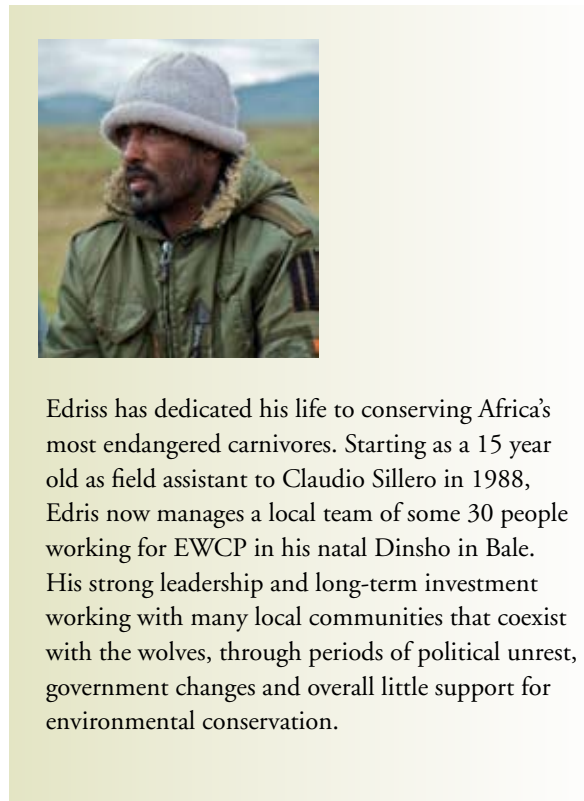 Edriss has dedicated his life to conserving Africa’s
most endangered carnivores. Starting as a 15 year
old as field assistant to Claudio Sillero in 1988,
Edris now manages a local team of some 30 people
working for EWCP in his natal Dinsho in Bale.
His strong leadership and long-term investment
working with many local communities that coexist
with the wolves, through periods of political unrest,
government changes and overall little support for
environmental conservation.